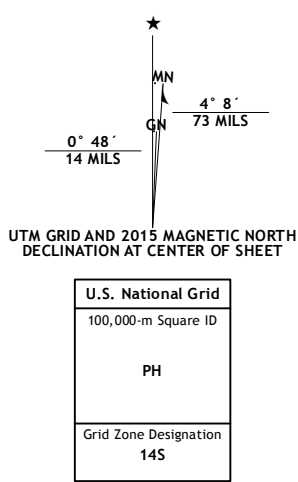 ★
MN
GN
4° 8´
73 MILS
0° 48´
14 MILS
UTM GRID AND 2015 MAGNETIC NORTH
DECLINATION AT CENTER OF SHEET
U.S. National Grid
100,000-m Square ID
PH
Grid Zone Designation
14S